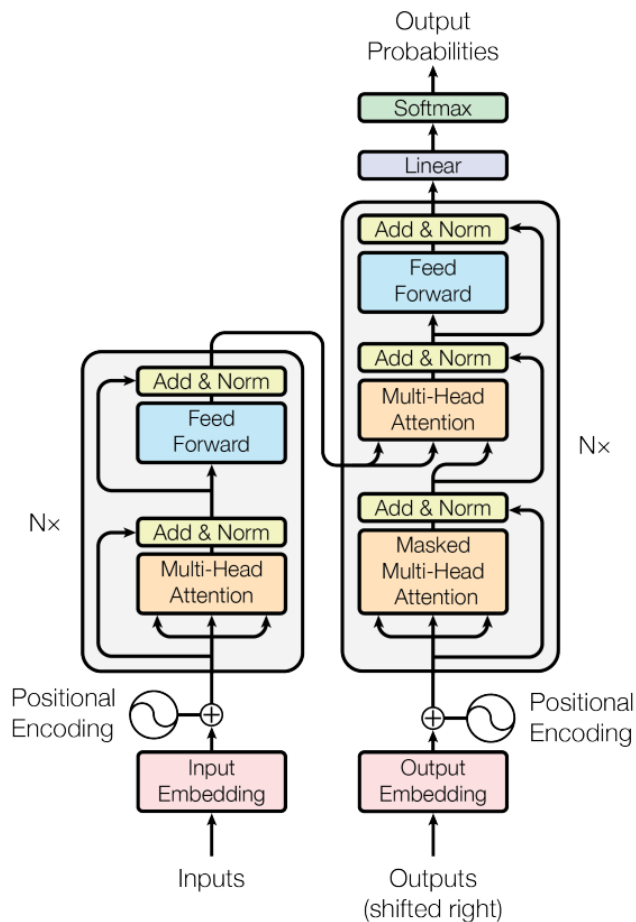 Output
Probabilities
Softmax
Linear
Add & Norm
Feed
Forward
Add & Norm
Multi-Head
Attention
Add & Norm
Masked
Multi-Head
Attention
Nx
Add & Norm
Feed
Forward
Add & Norm
Multi-Head
Attention
Nx
Positional
Encoding
Positional
Encoding
Input
Embedding
Output
Embedding
Inputs
Outputs
(shifted right)